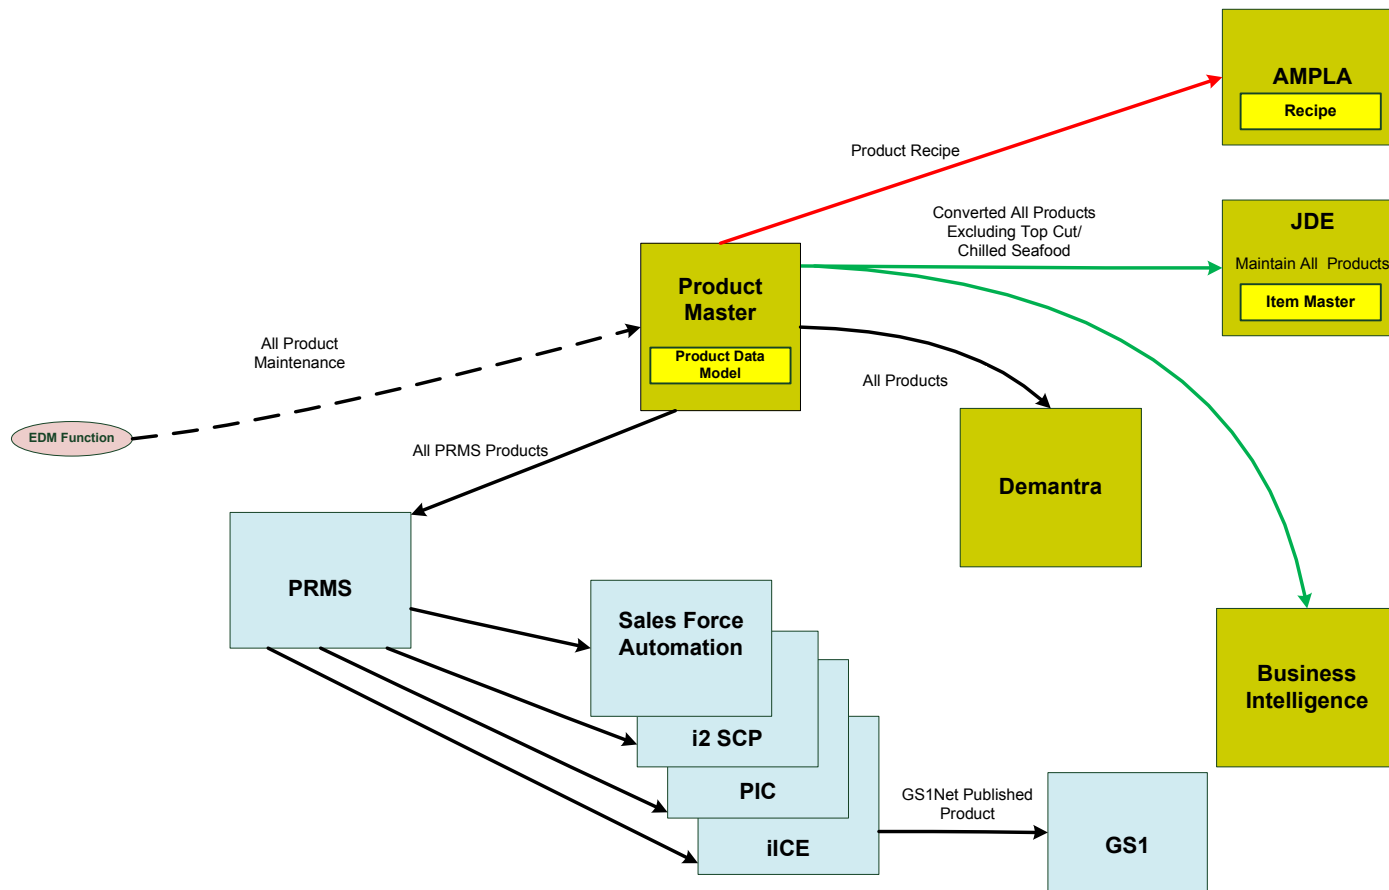 AMPLA
Recipe
Product Recipe
Converted All Products
Excluding Top Cut/
Chilled Seafood
JDE
Maintain All  Products
Item Master
Product
Master
Product Data
Model
All Product
Maintenance
All Products
EDM Function
All PRMS Products
Demantra
PRMS
Sales Force
Automation
Business
Intelligence
i2 SCP
PIC
GS1Net Published
Product
iICE
GS1